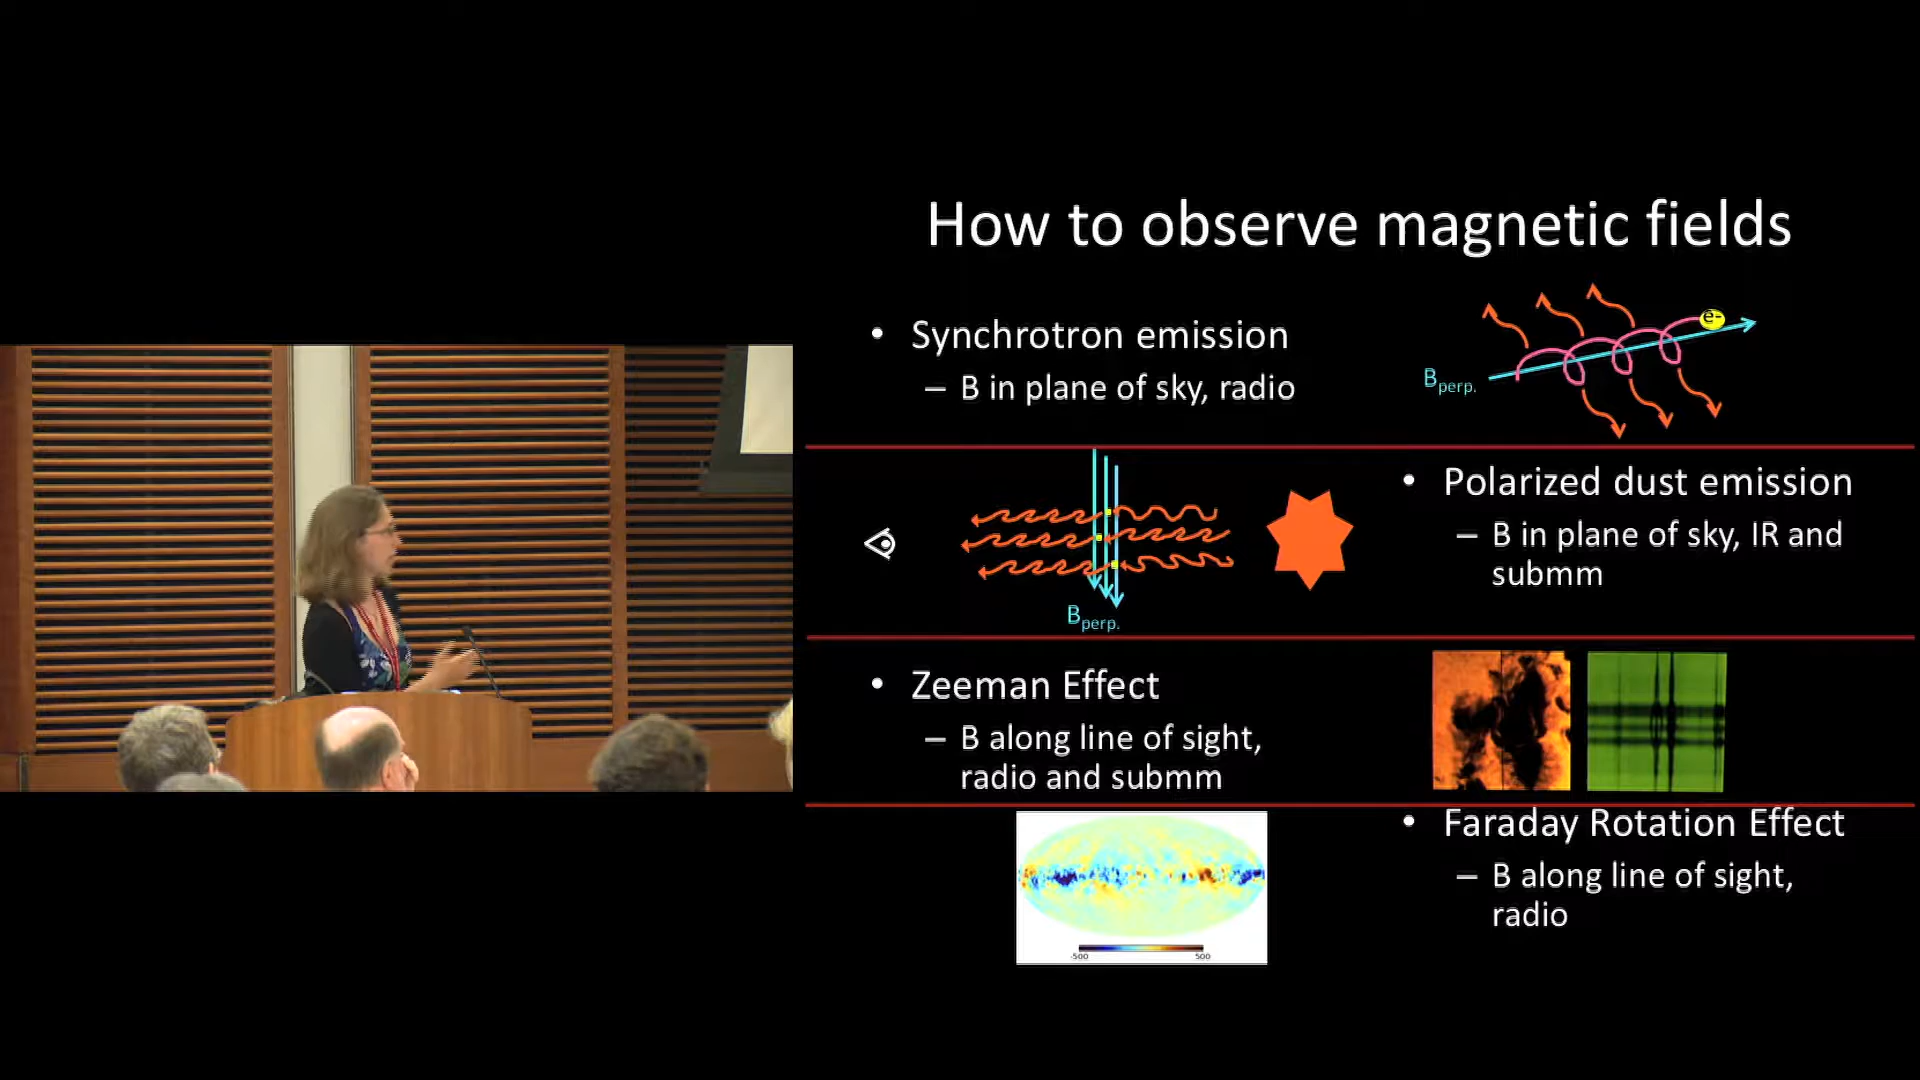 How to observe magnetic fields
• Synchrotron emission
– B in plane of sky, radio
e-
Bperp.
• Polarized dust emission
– B in plane of sky, IR and
submm
Bperp.
• Zeeman Effect
– B along line of sight,
radio and submm
• Faraday Rotation Effect
– B along line of sight,
radio
-500 500